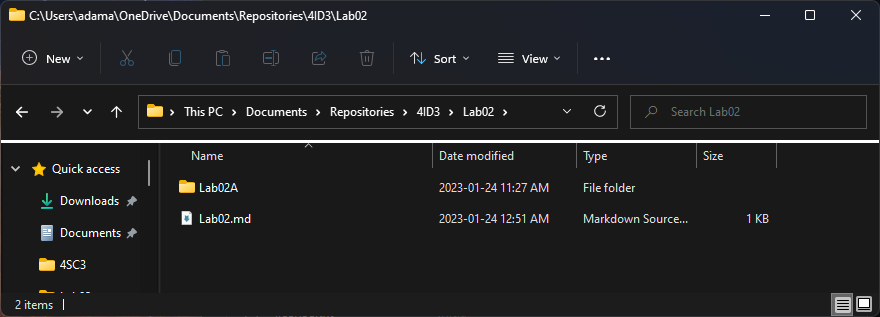 C:\Users\adama\OneDrive\Documents\Repositories\4ID3\Lab02
New Sort View
This PC Documents Repositories 4ID3 Lab02 Search Lab02
Name Date modified Type Size
Quick access
Lab02A 2023-01-24 11:27 AM File folder
Downloads
Lab02.md 2023-01-24 12:51 AM Markdown Source... 1 KB
Documents
4SC3
2 items